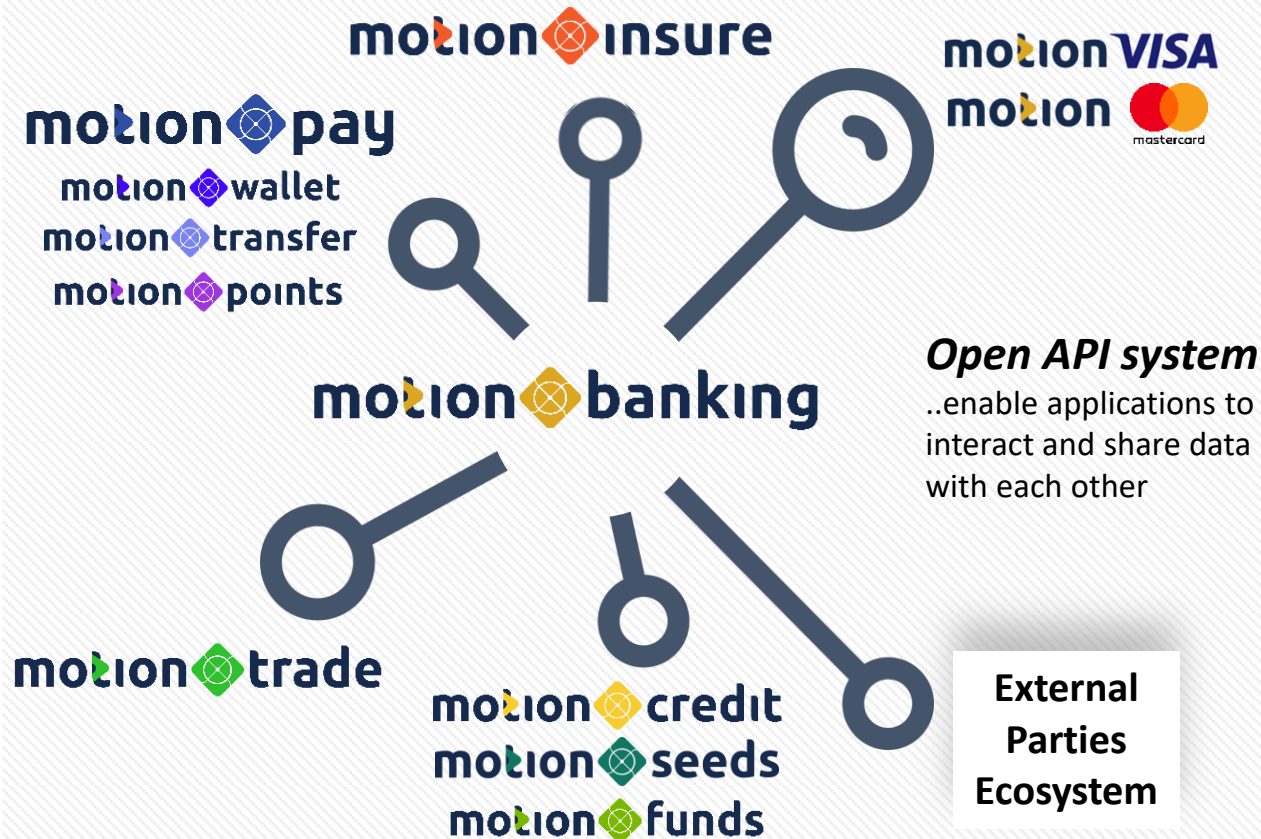 motion insure
motion VISA
motion mastercard
motion pay
motion wallet
motion transfer
motion points
Open API system
..enable applications to
interact and share data
with each other
motion banking
motion trade
motion credit
motion seeds
motion funds
External
Parties
Ecosystem